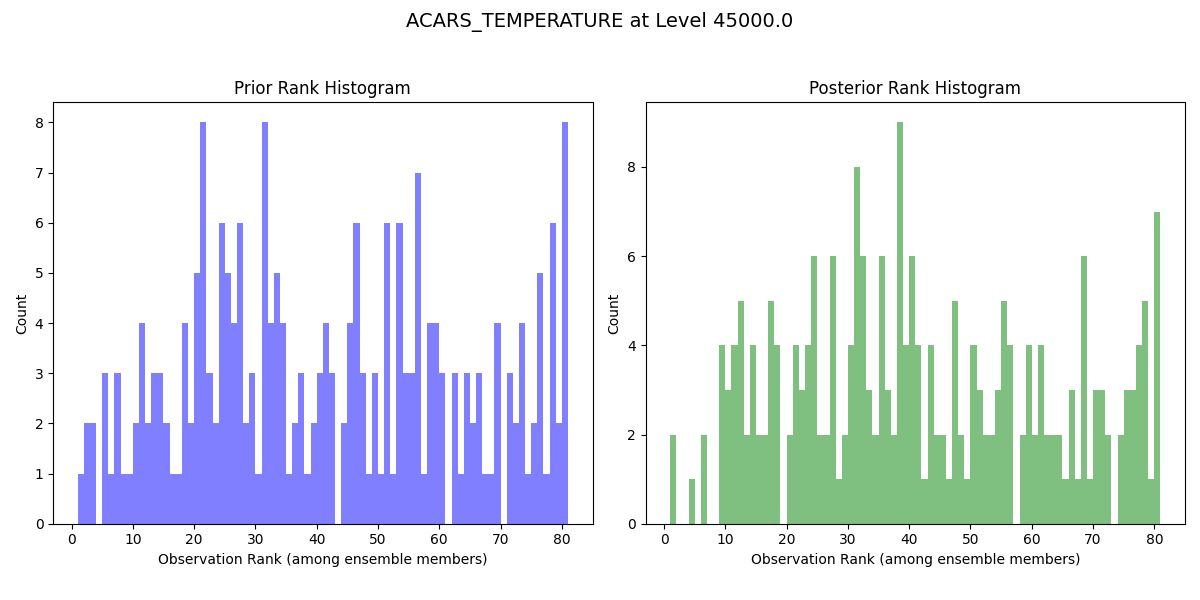 ACARS_TEMPERATURE at Level 45000.0
Prior Rank Histogram
8
7
6
5
4
3
2
1
0
Count
0 10 20 30 40 50 60 70 80
Observation Rank (among ensemble members)
Posterior Rank Histogram
8
6
4
2
0
Count
0 10 20 30 40 50 60 70 80
Observation Rank (among ensemble members)